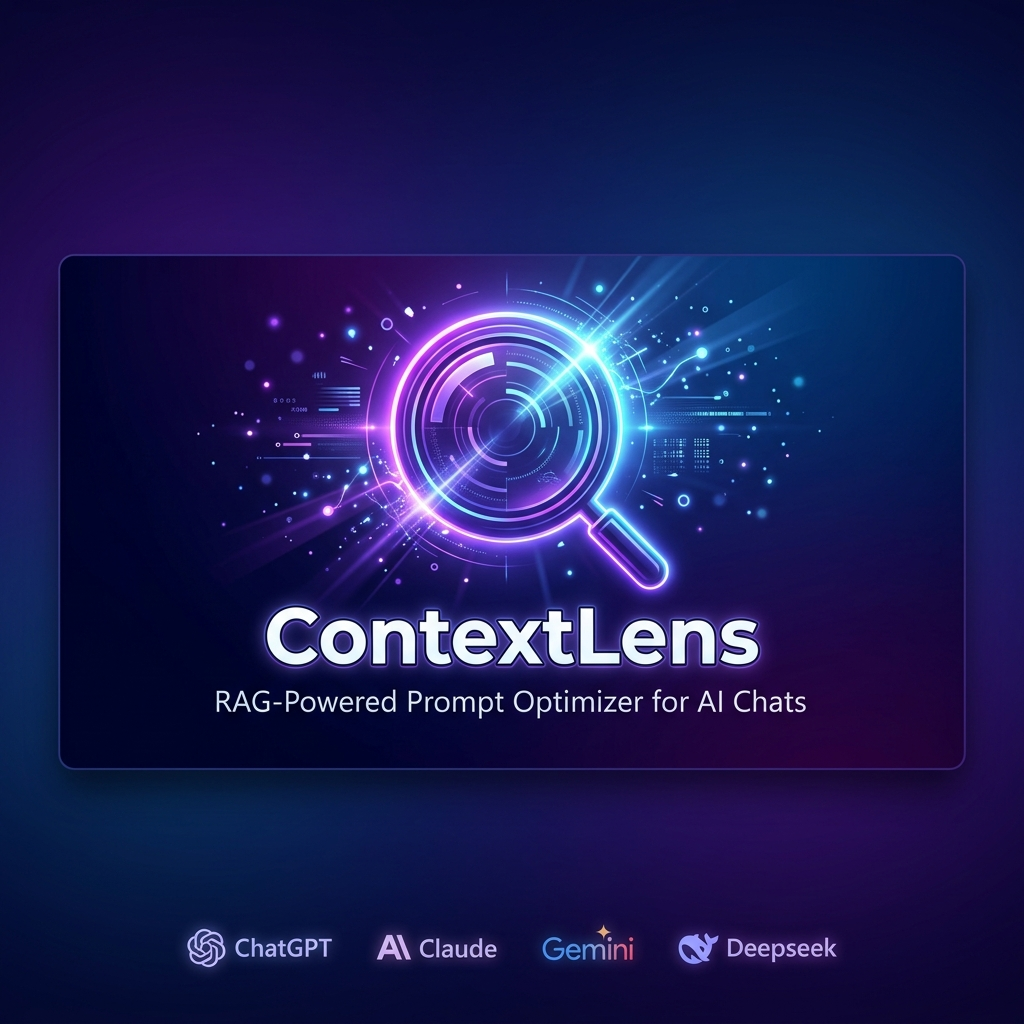 ContextLens
RAG-Powered Prompt Optimizer for AI Chats
ChatGPT
Claude
Gemini
Deepseek